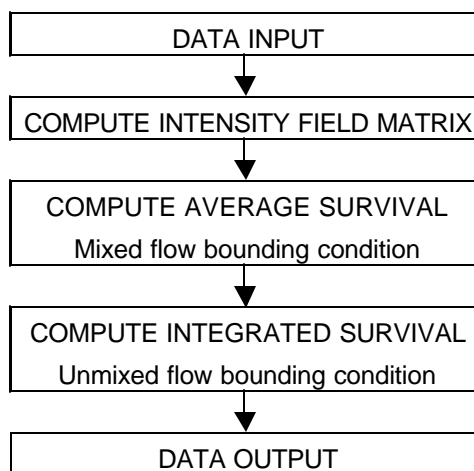 DATA INPUT
COMPUTE INTENSITY FIELD MATRIX
COMPUTE AVERAGE SURVIVAL
Mixed flow bounding condition
COMPUTE INTEGRATED SURVIVAL
Unmixed flow bounding condition
DATA OUTPUT